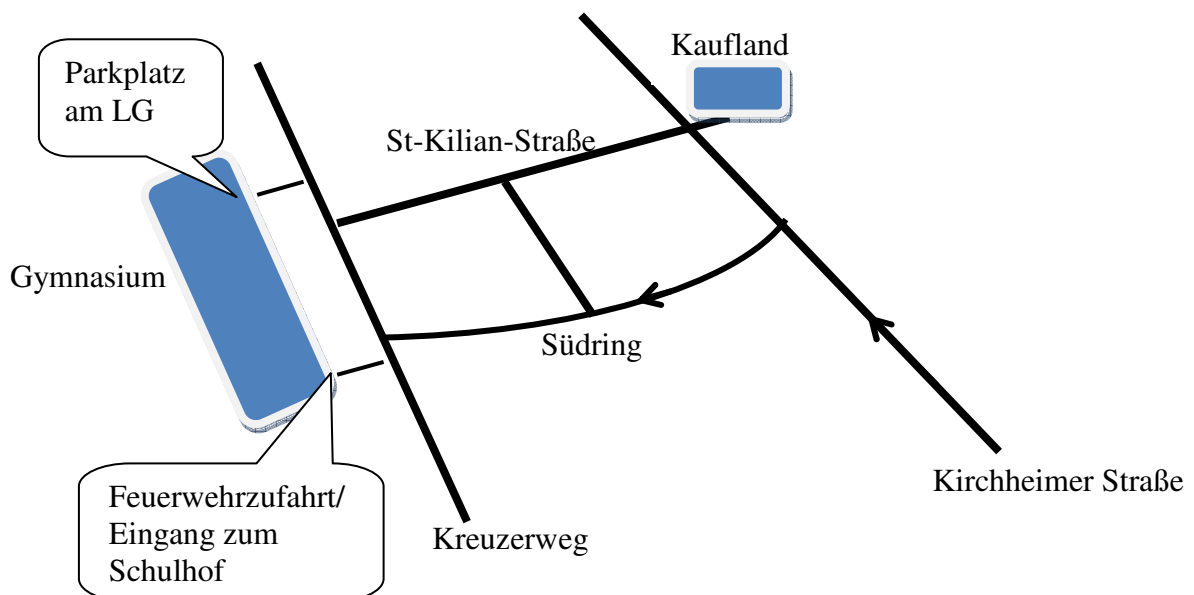 Kaufland
Parkplatz
am LG
St-Kilian-Straße
Gymnasium
Südring
Kirchheimer Straße
Feuerwehrzufahrt/
Eingang zum
Schulhof
Kreuzerweg